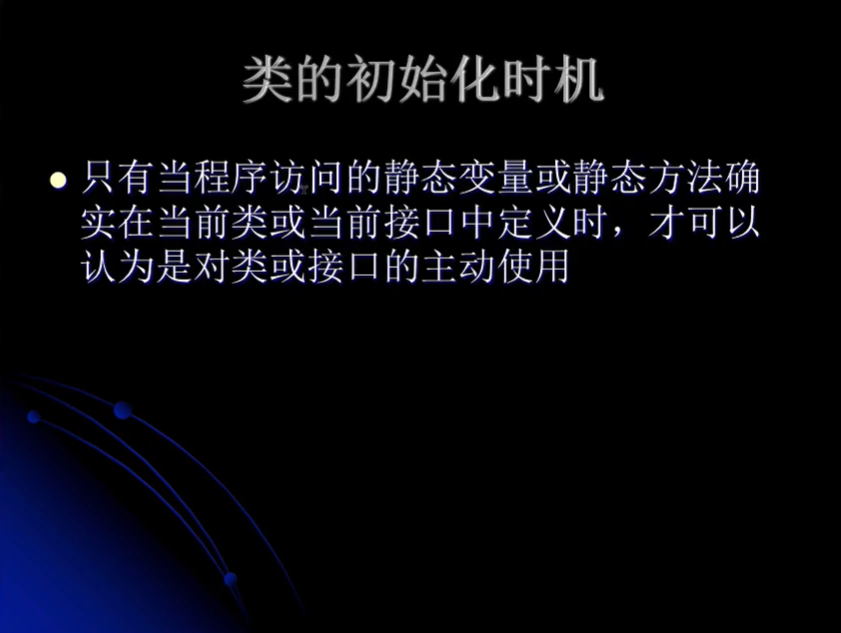 类的初始化时机
只有当程序访问的静态变量或静态方法确
实在当前类或当前接口中定义时，才可以
认为是对类或接口的主动使用